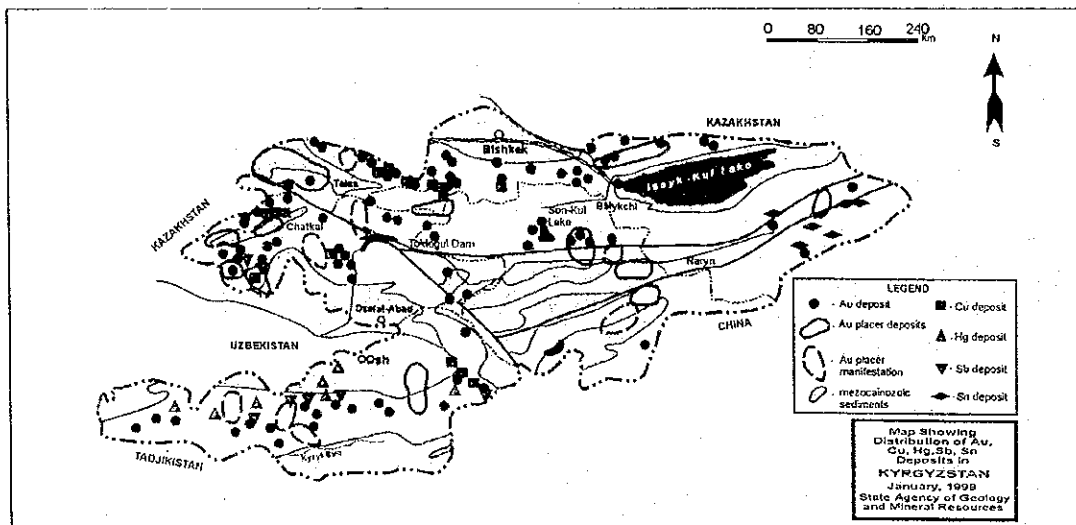 0 80 160 240
km
N
S
KAZAKHSTAN
Bishkek
Issyk-Kul Lake
Talas
Balykchi
Son-Kul
Lake
KAZAKHSTAN
Chatkal
Toktogul Dam
Naryn
Djalal-Abad
UZBEKISTAN
OOsh
CHINA
TADJIKISTAN
LEGEND
- Au deposit
- Au placer deposits
- Au placer
manifestation
- mezocainozoic
sediments
- Cu deposit
- Hg deposit
- Sb deposit
- Sn deposit
Map Showing
Distribution of Au,
Cu, Hg,Sb, Sn
Deposits in
KYRGYZSTAN
January, 1999
State Agency of Geology
and Mineral Resources